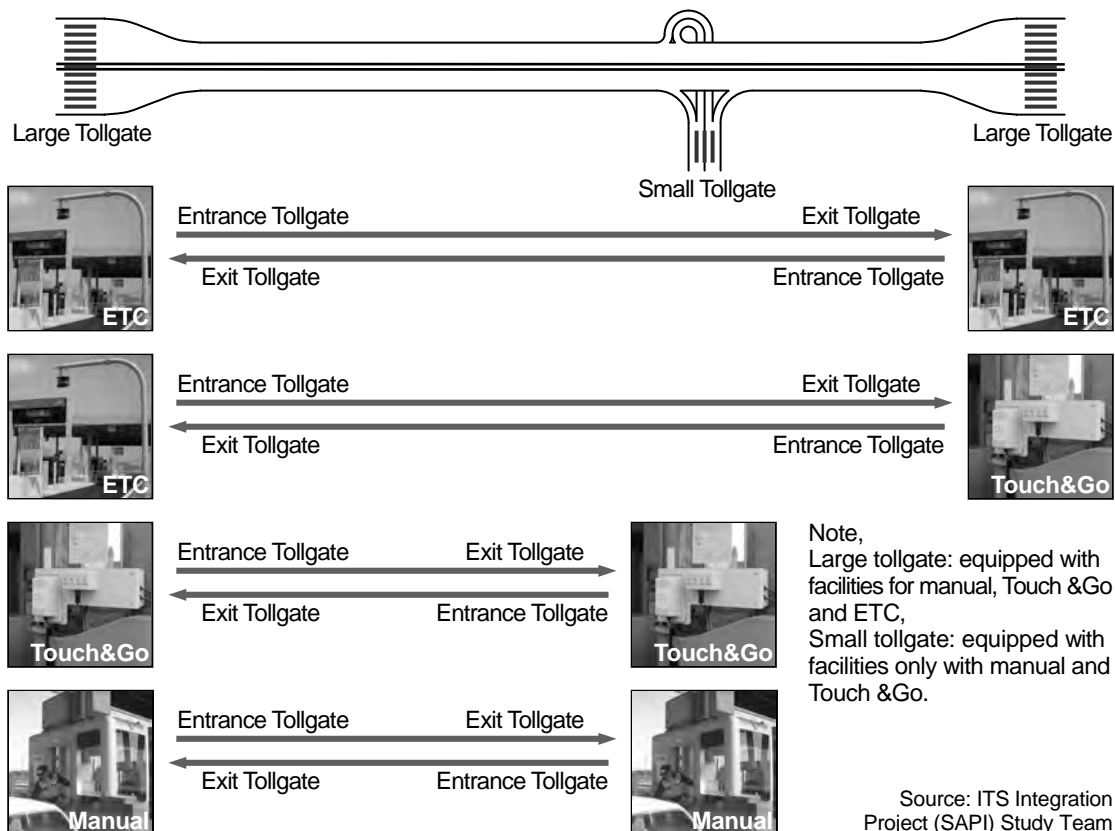 Large Tollgate
Large Tollgate
Small Tollgate
Entrance Tollgate
Exit Tollgate
Exit Tollgate
Entrance Tollgate
ETC
ETC
Entrance Tollgate
Exit Tollgate
Exit Tollgate
Entrance Tollgate
ETC
Touch&Go
Entrance Tollgate
Exit Tollgate
Exit Tollgate
Entrance Tollgate
Touch&Go
Touch&Go
Note,
Large tollgate: equipped with
facilities for manual, Touch &Go
and ETC,
Small tollgate: equipped with
facilities only with manual and
Touch &Go.
Entrance Tollgate
Exit Tollgate
Exit Tollgate
Entrance Tollgate
Manual
Manual
Source: ITS Integration
Project (SAPI) Study Team